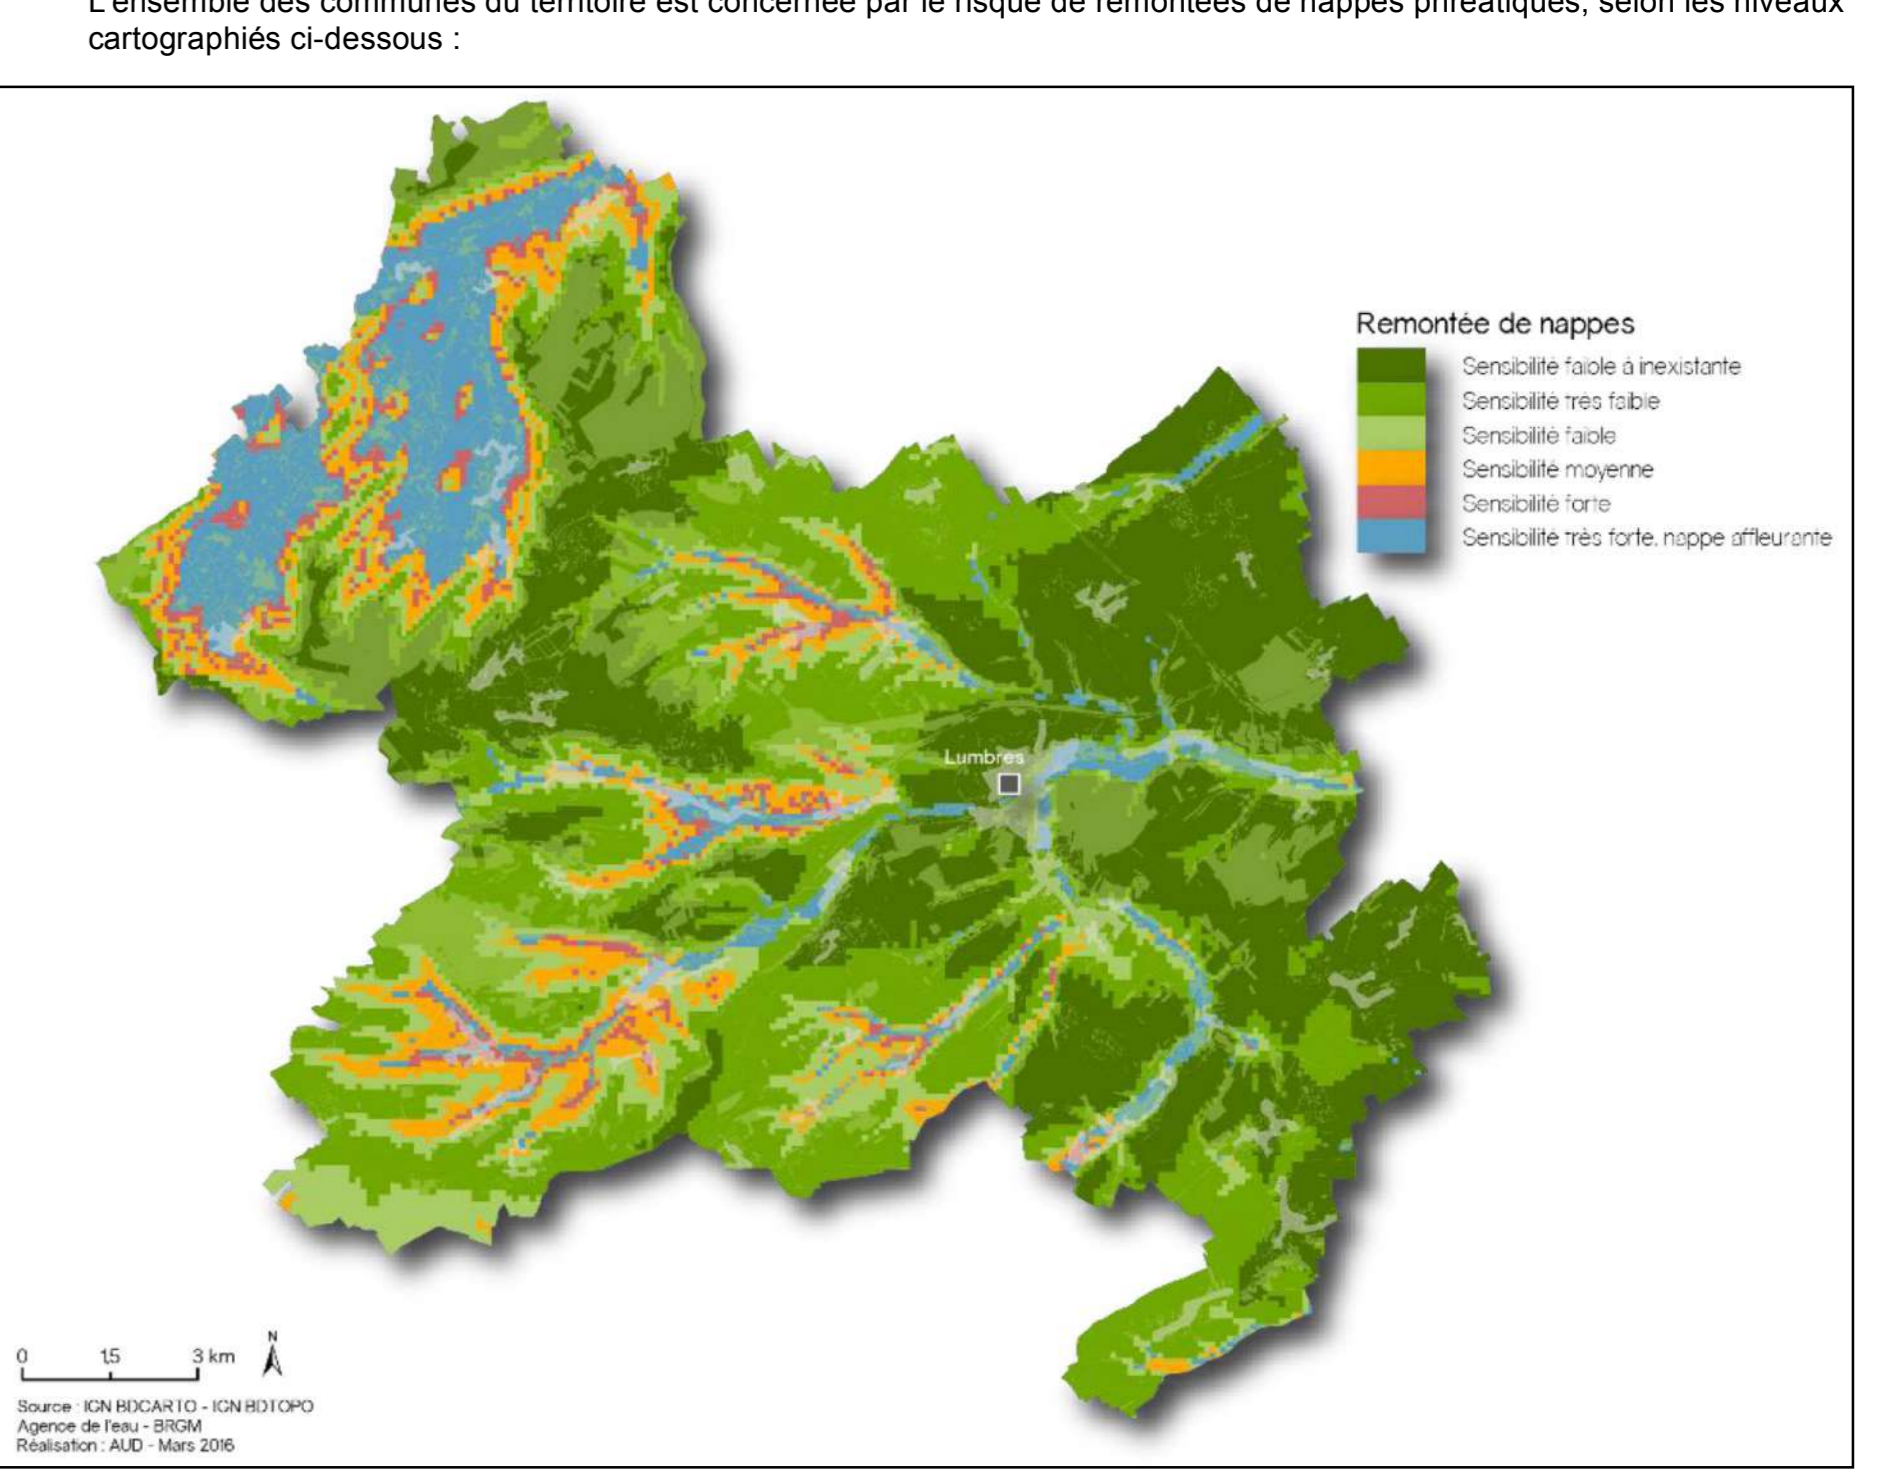 L'ensemble des communes du territoire est concernée par le risque de remontées de nappes phréatiques, selon les niveaux
cartographiés ci-dessous :
Remontée de nappes
Sensibilité faible à inexistante
Sensibilité très faible
Sensibilité faible
Sensibilité moyenne
Sensibilité forte
Sensibilité très forte, nappe affleurante
Lumbres
N
0 1,5 3 km
Source : IGN BDCARTO - IGN BDTOPO
Agence de l'eau - BRGM
Réalisation : AUD - Mars 2016